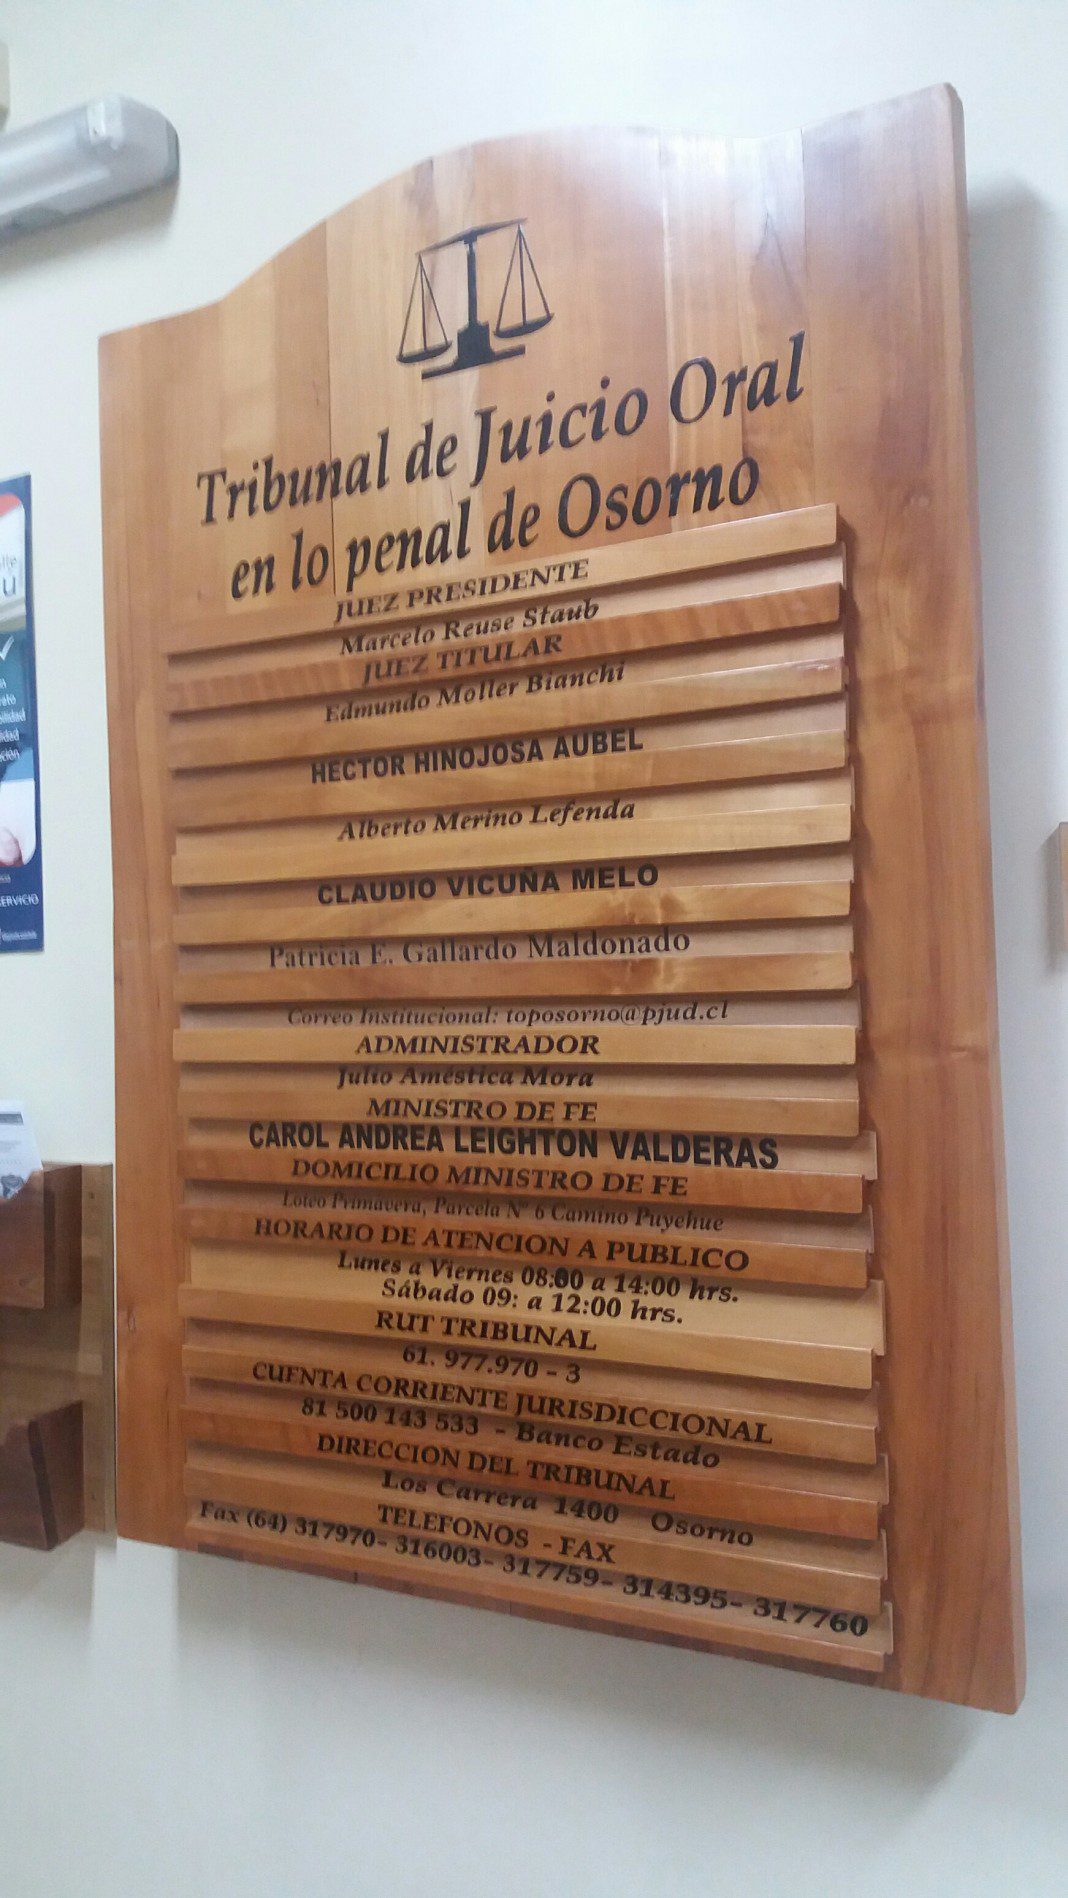 Tribunal de Juicio Oral
en lo penal de Osorno
JUEZ PRESIDENTE
Marcelo Reuse Staub
JUEZ TITULAR
Edmundo Moller Bianchi
HECTOR HINOJOSA AUBEL
Alberto Merino Lefenda
CLAUDIO VICUÑA MELO
Patricia E. Gallardo Maldonado
Correo Institucional: toposorno@pjud.cl
ADMINISTRADOR
Julio Améstica Mora
MINISTRO DE FE
CAROL ANDREA LEIGHTON VALDERAS
DOMICILIO MINISTRO DE FE
Loteo Primavera, Parcela Nº 6 Camino Puyehue
HORARIO DE ATENCION A PUBLICO
Lunes a Viernes 08:00 a 14:00 hrs.
Sábado 09: a 12:00 hrs.
RUT TRIBUNAL
61. 977.970 - 3
CUENTA CORRIENTE JURISDICCIONAL
81 500 143 533 - Banco Estado
DIRECCION DEL TRIBUNAL
Los Carrera 1400 Osorno
TELEFONOS - FAX
Fax (64) 317970- 316003- 317759- 314395- 317760